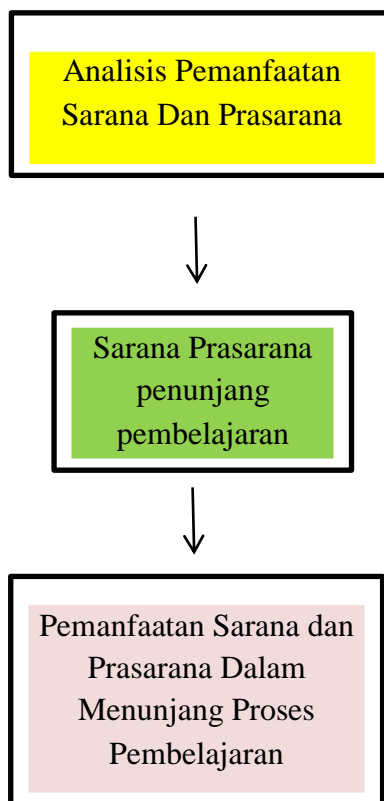 Analisis Pemanfaatan
Sarana Dan Prasarana
Sarana Prasarana
penunjang
pembelajaran
Pemanfaatan Sarana dan
Prasarana Dalam
Menunjang Proses
Pembelajaran